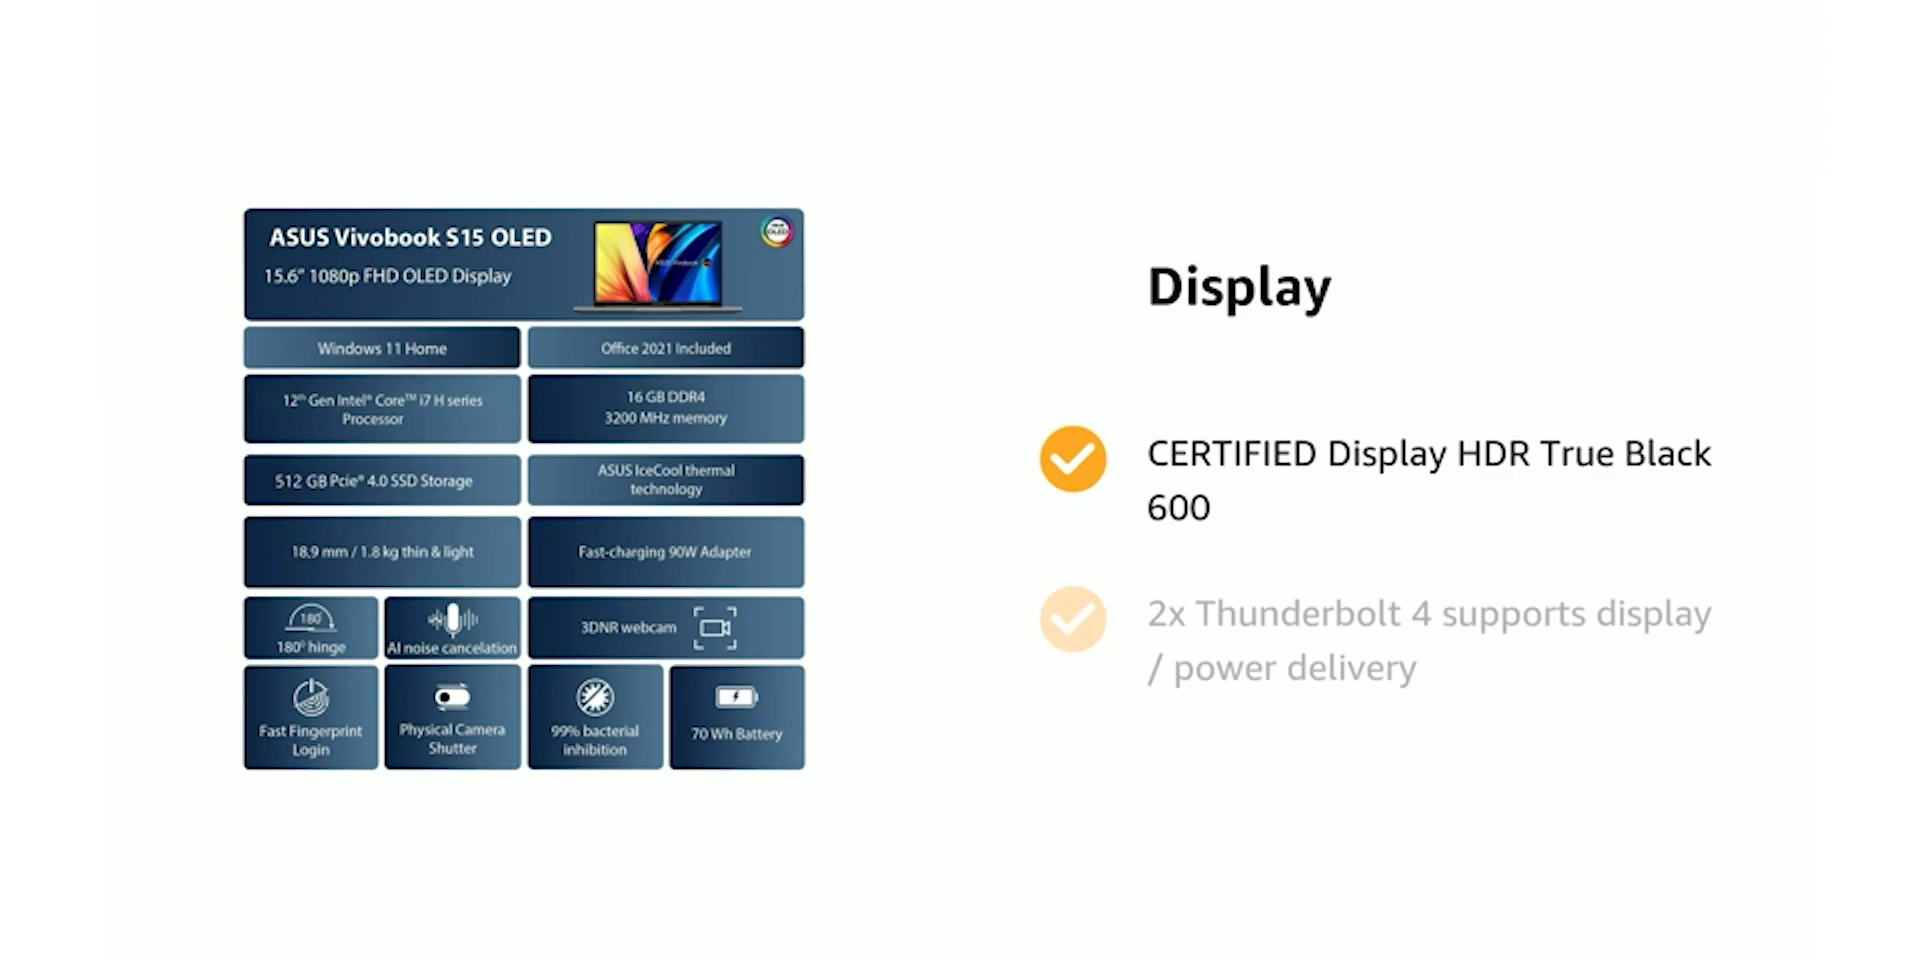 ASUS Vivobook S15 OLED
15.6" 1080p FHD OLED Display
OLED
Windows 11 Home
Office 2021 Included
12th Gen Intel® Core™ i7 H series
Processor
16 GB DDR4
3200 MHz memory
512 GB Pcie® 4.0 SSD Storage
ASUS IceCool thermal
technology
18.9 mm / 1.8 kg thin & light
Fast-charging 90W Adapter
180°
180° hinge
AI noise cancelation
3DNR webcam
Fast Fingerprint
Login
Physical Camera
Shutter
99% bacterial
inhibition
70 Wh Battery
Display
CERTIFIED Display HDR True Black
600
2x Thunderbolt 4 supports display
/ power delivery